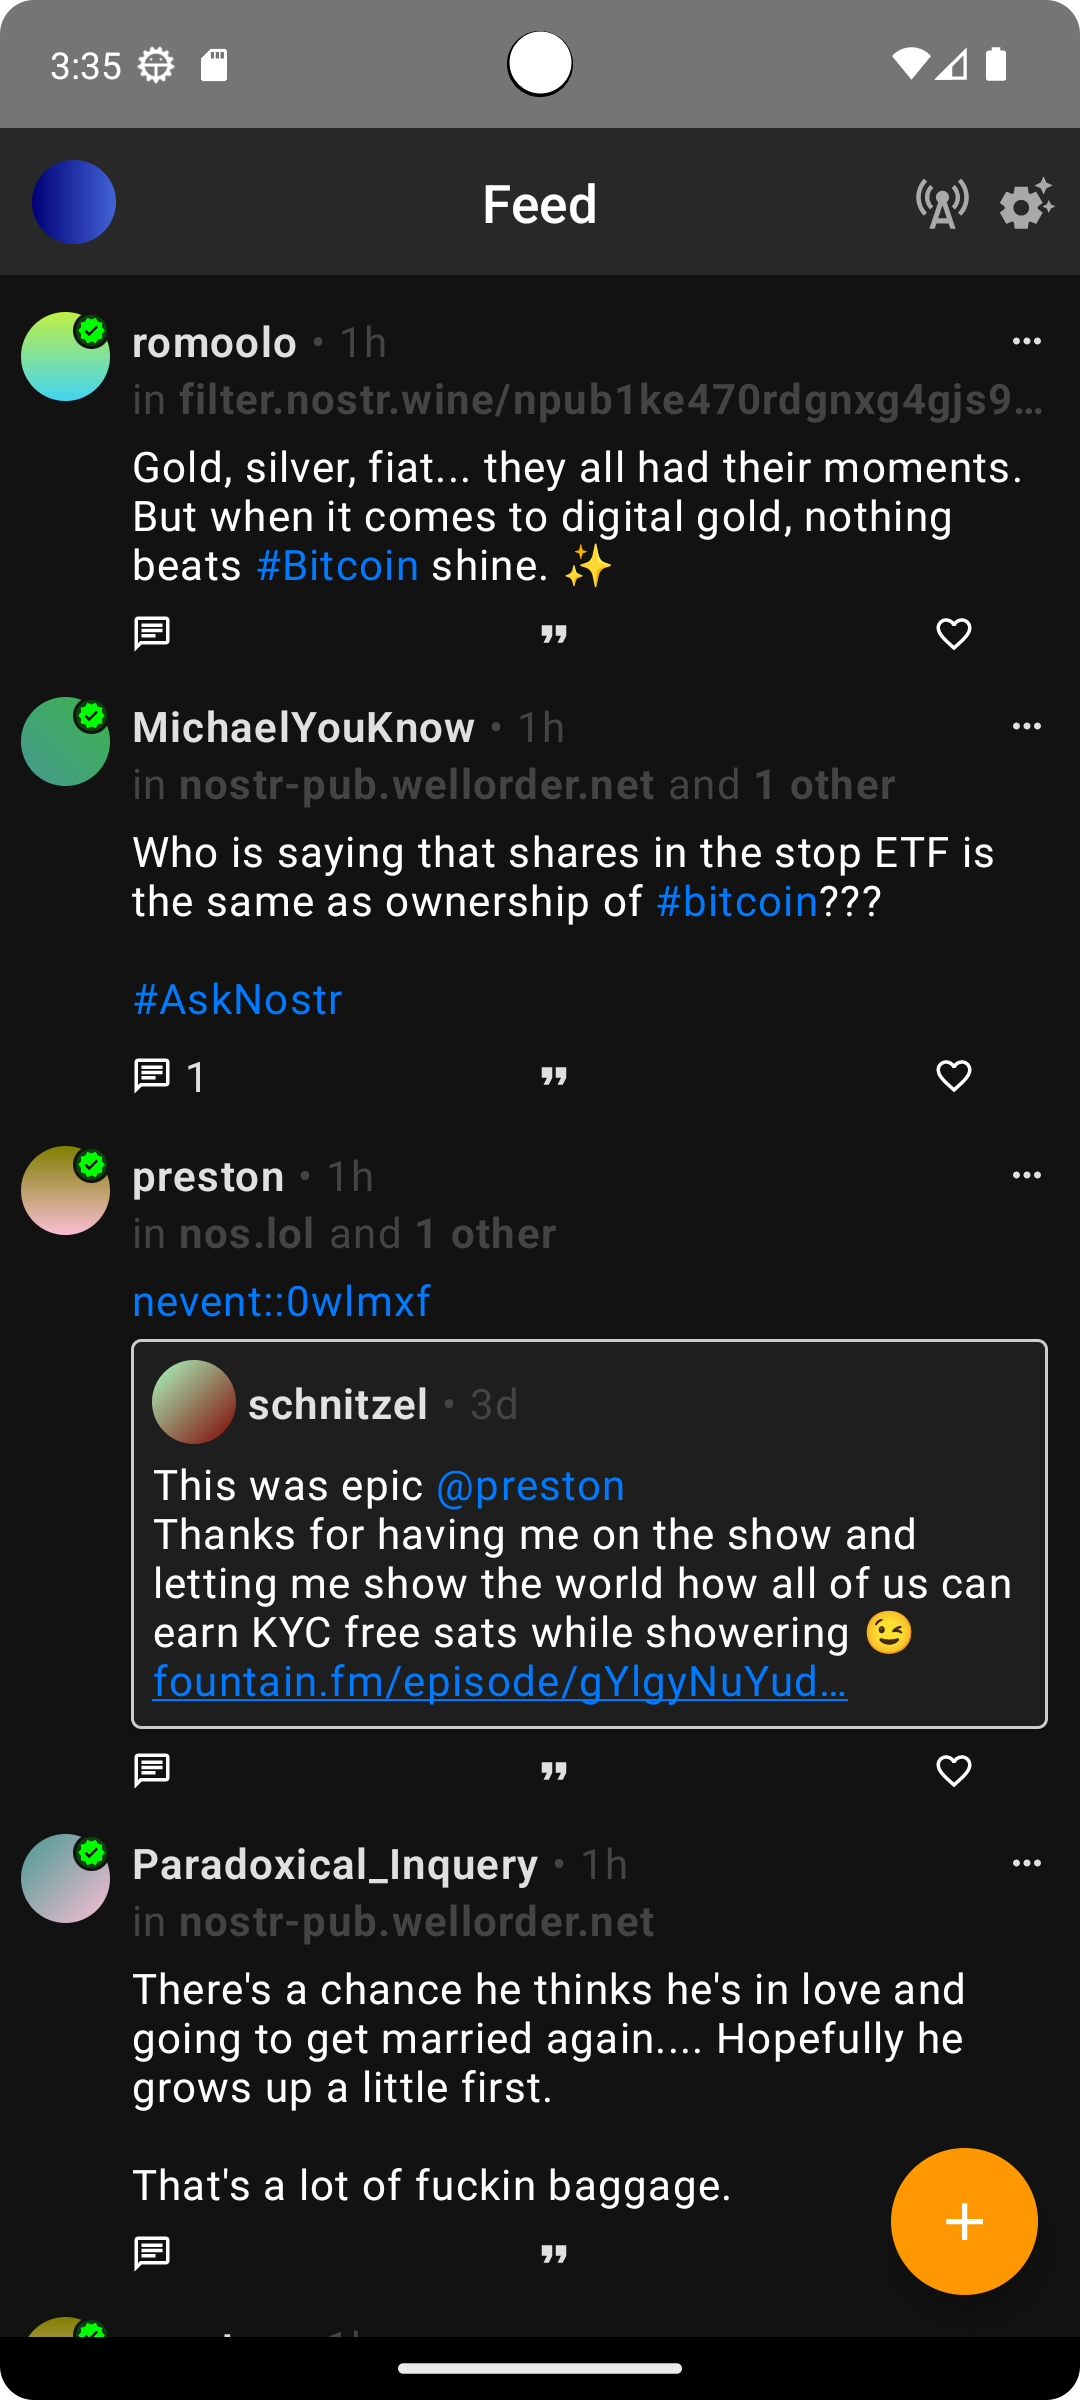 3:35
Feed
romoolo • 1h
in filter.nostr.wine/npub1ke470rdgnxg4gjs9…
Gold, silver, fiat... they all had their moments.
But when it comes to digital gold, nothing
beats #Bitcoin shine. ✨
MichaelYouKnow • 1h
in nostr-pub.wellorder.net and 1 other
Who is saying that shares in the stop ETF is
the same as ownership of #bitcoin???
#AskNostr
1
preston • 1h
in nos.lol and 1 other
nevent::0wlmxf
schnitzel • 3d
This was epic @preston
Thanks for having me on the show and
letting me show the world how all of us can
earn KYC free sats while showering 😉
fountain.fm/episode/gYlgyNuYud…
Paradoxical_Inquery • 1h
in nostr-pub.wellorder.net
There's a chance he thinks he's in love and
going to get married again.... Hopefully he
grows up a little first.
That's a lot of fuckin baggage.